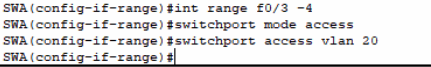 SWA(config-if-range)#int range f0/3 -4
SWA(config-if-range)#switchport mode access
SWA(config-if-range)#switchport access vlan 20
SWA(config-if-range)#